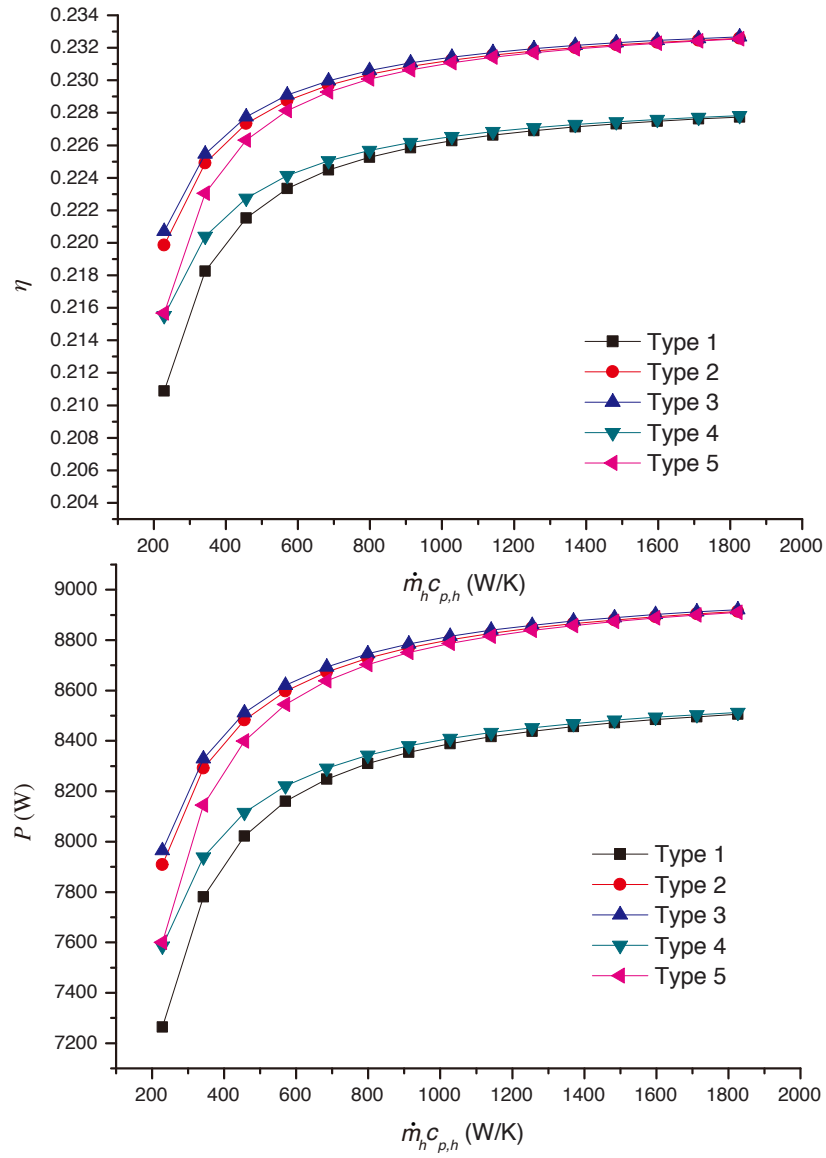 0.234
0.232
0.230
0.228
0.226
0.224
0.222
0.220
0.218
0.216
0.214
0.212
0.210
0.208
0.206
0.204
η
Type 1
Type 2
Type 3
Type 4
Type 5
200 400 600 800 1000 1200 1400 1600 1800 2000
ṁ_h c_{p,h} (W/K)
9000
8800
8600
8400
8200
8000
7800
7600
7400
7200
P (W)
Type 1
Type 2
Type 3
Type 4
Type 5
200 400 600 800 1000 1200 1400 1600 1800 2000
ṁ_h c_{p,h} (W/K)